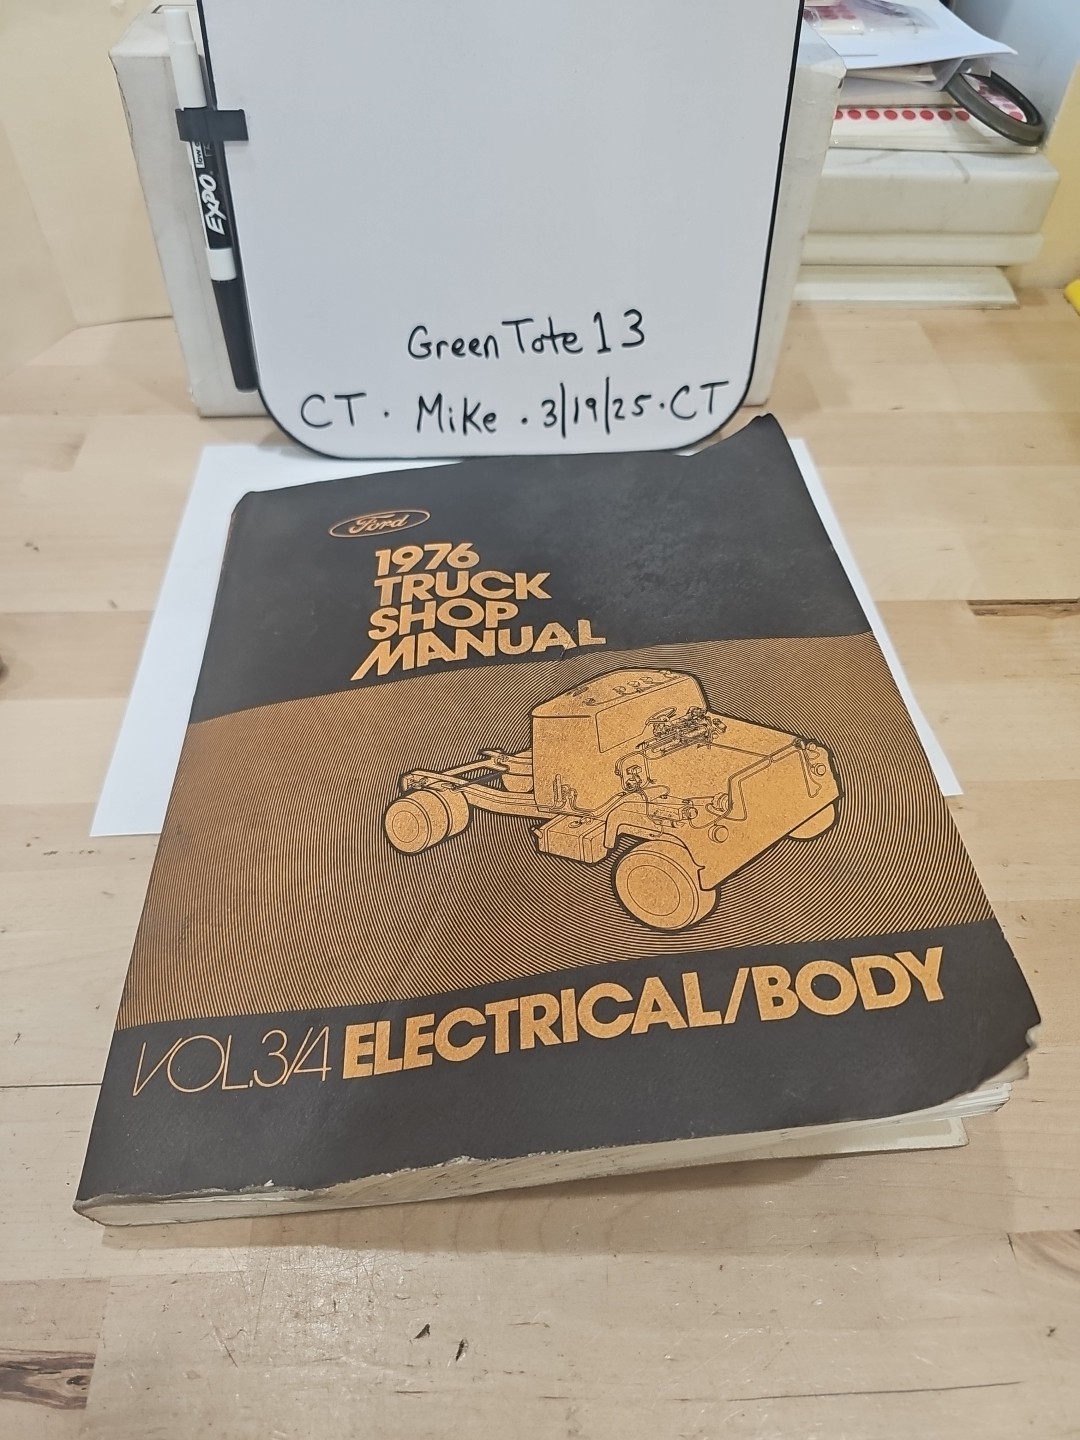 EXPO
Green Tote 13
CT · Mike · 3/19/25 · CT
Ford
1976
TRUCK
SHOP
MANUAL
VOL.3/4 ELECTRICAL/BODY